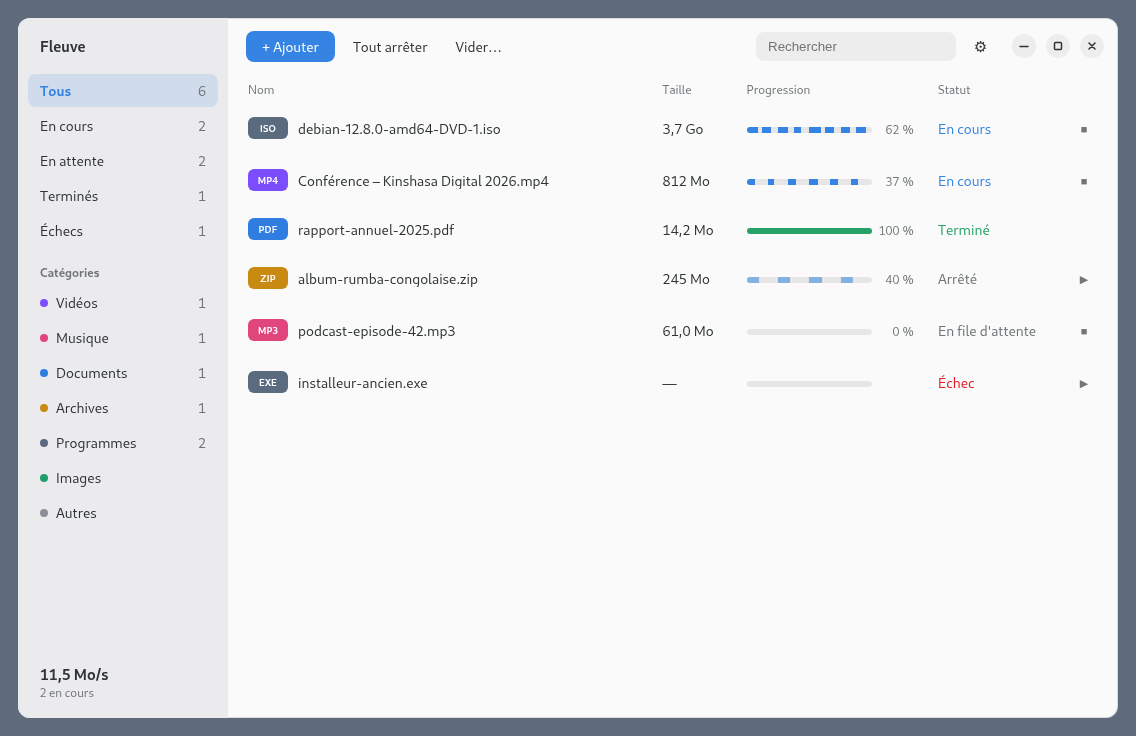 Fleuve
+ Ajouter Tout arrêter Vider… Rechercher
Tous 6
En cours 2
En attente 2
Terminés 1
Échecs 1
Catégories
Vidéos 1
Musique 1
Documents 1
Archives 1
Programmes 2
Images
Autres
11,5 Mo/s
2 en cours
Nom Taille Progression Statut
ISO debian-12.8.0-amd64-DVD-1.iso 3,7 Go 62 % En cours
MP4 Conférence – Kinshasa Digital 2026.mp4 812 Mo 37 % En cours
PDF rapport-annuel-2025.pdf 14,2 Mo 100 % Terminé
ZIP album-rumba-congolaise.zip 245 Mo 40 % Arrêté
MP3 podcast-episode-42.mp3 61,0 Mo 0 % En file d'attente
EXE installeur-ancien.exe — Échec